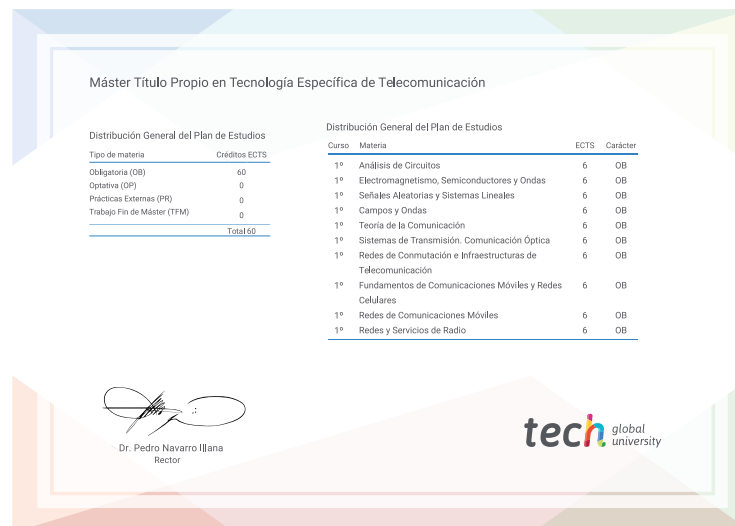 Máster Título Propio en Tecnología Específica de Telecomunicación
Distribución General del Plan de Estudios
Tipo de materia Créditos ECTS
Obligatoria (OB) 60
Optativa (OP) 0
Prácticas Externas (PR) 0
Trabajo Fin de Máster (TFM) 0
Total 60
Distribución General del Plan de Estudios
Curso Materia ECTS Carácter
1º Análisis de Circuitos 6 OB
1º Electromagnetismo, Semiconductores y Ondas 6 OB
1º Señales Aleatorias y Sistemas Lineales 6 OB
1º Campos y Ondas 6 OB
1º Teoría de la Comunicación 6 OB
1º Sistemas de Transmisión. Comunicación Óptica 6 OB
1º Redes de Conmutación e Infraestructuras de 6 OB
Telecomunicación
1º Fundamentos de Comunicaciones Móviles y Redes 6 OB
Celulares
1º Redes de Comunicaciones Móviles 6 OB
1º Redes y Servicios de Radio 6 OB
Dr. Pedro Navarro Illana
Rector
tech global
university